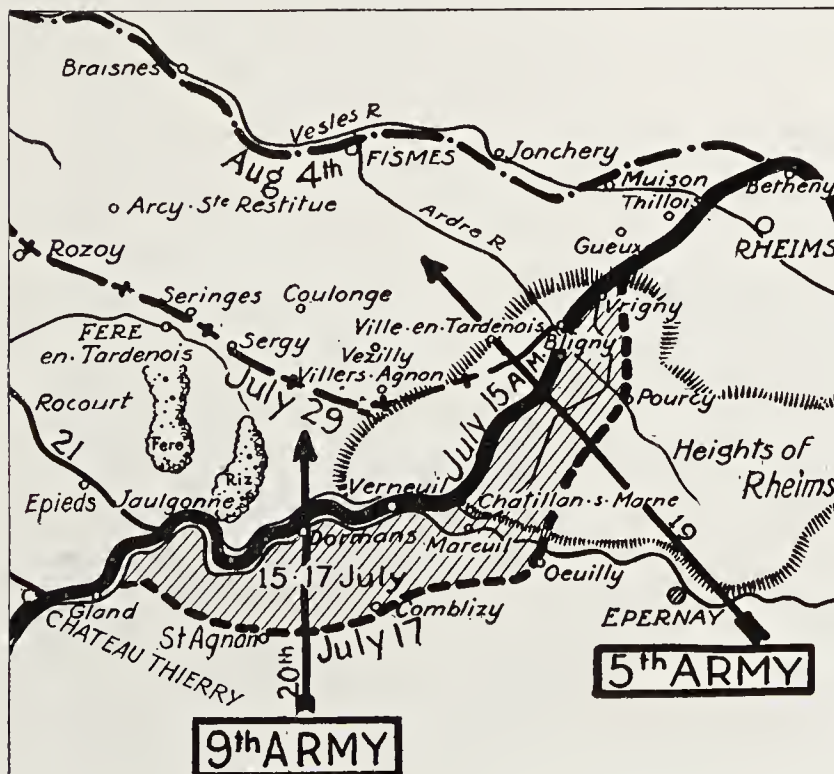 Braisnes
Vesles R
Aug 4th
FISMES
Jonchery
Muison
Thillois
Betheny
Arcy-Ste Restitue
Ardre R
Gueux
RHEIMS
Rozoy
Seringes
Coulonge
Vrigny
FERE
en-Tardenois
Sergy
Ville-en-Tardenois
Bligny
Vezilly
Villers-Agnon
July 29
July 15 A.M.
Pourcy
Rocourt
Fere
21
Riz
Heights of
Rheims
Epieds
Jaulgonne
Verneuil
Chatillan-s-Marne
Dormans
Mareuil
19
15-17 July
Oeuilly
Gland
Comblizy
EPERNAY
CHATEAU THIERRY
St Agnon
July 17
20th
5th ARMY
9th ARMY